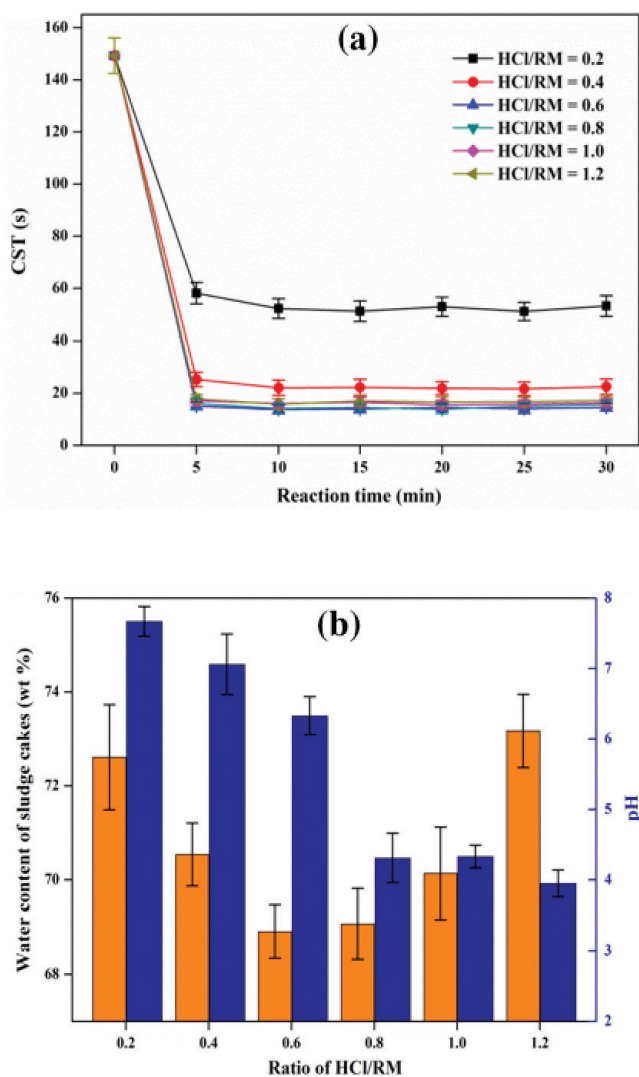 (a)
HCl/RM = 0.2
HCl/RM = 0.4
HCl/RM = 0.6
HCl/RM = 0.8
HCl/RM = 1.0
HCl/RM = 1.2
160
140
120
100
80
60
40
20
0
CST (s)
0 5 10 15 20 25 30
Reaction time (min)
(b)
76
74
72
70
68
Water content of sludge cakes (wt %)
8
7
6
5
4
3
2
pH
0.2 0.4 0.6 0.8 1.0 1.2
Ratio of HCl/RM